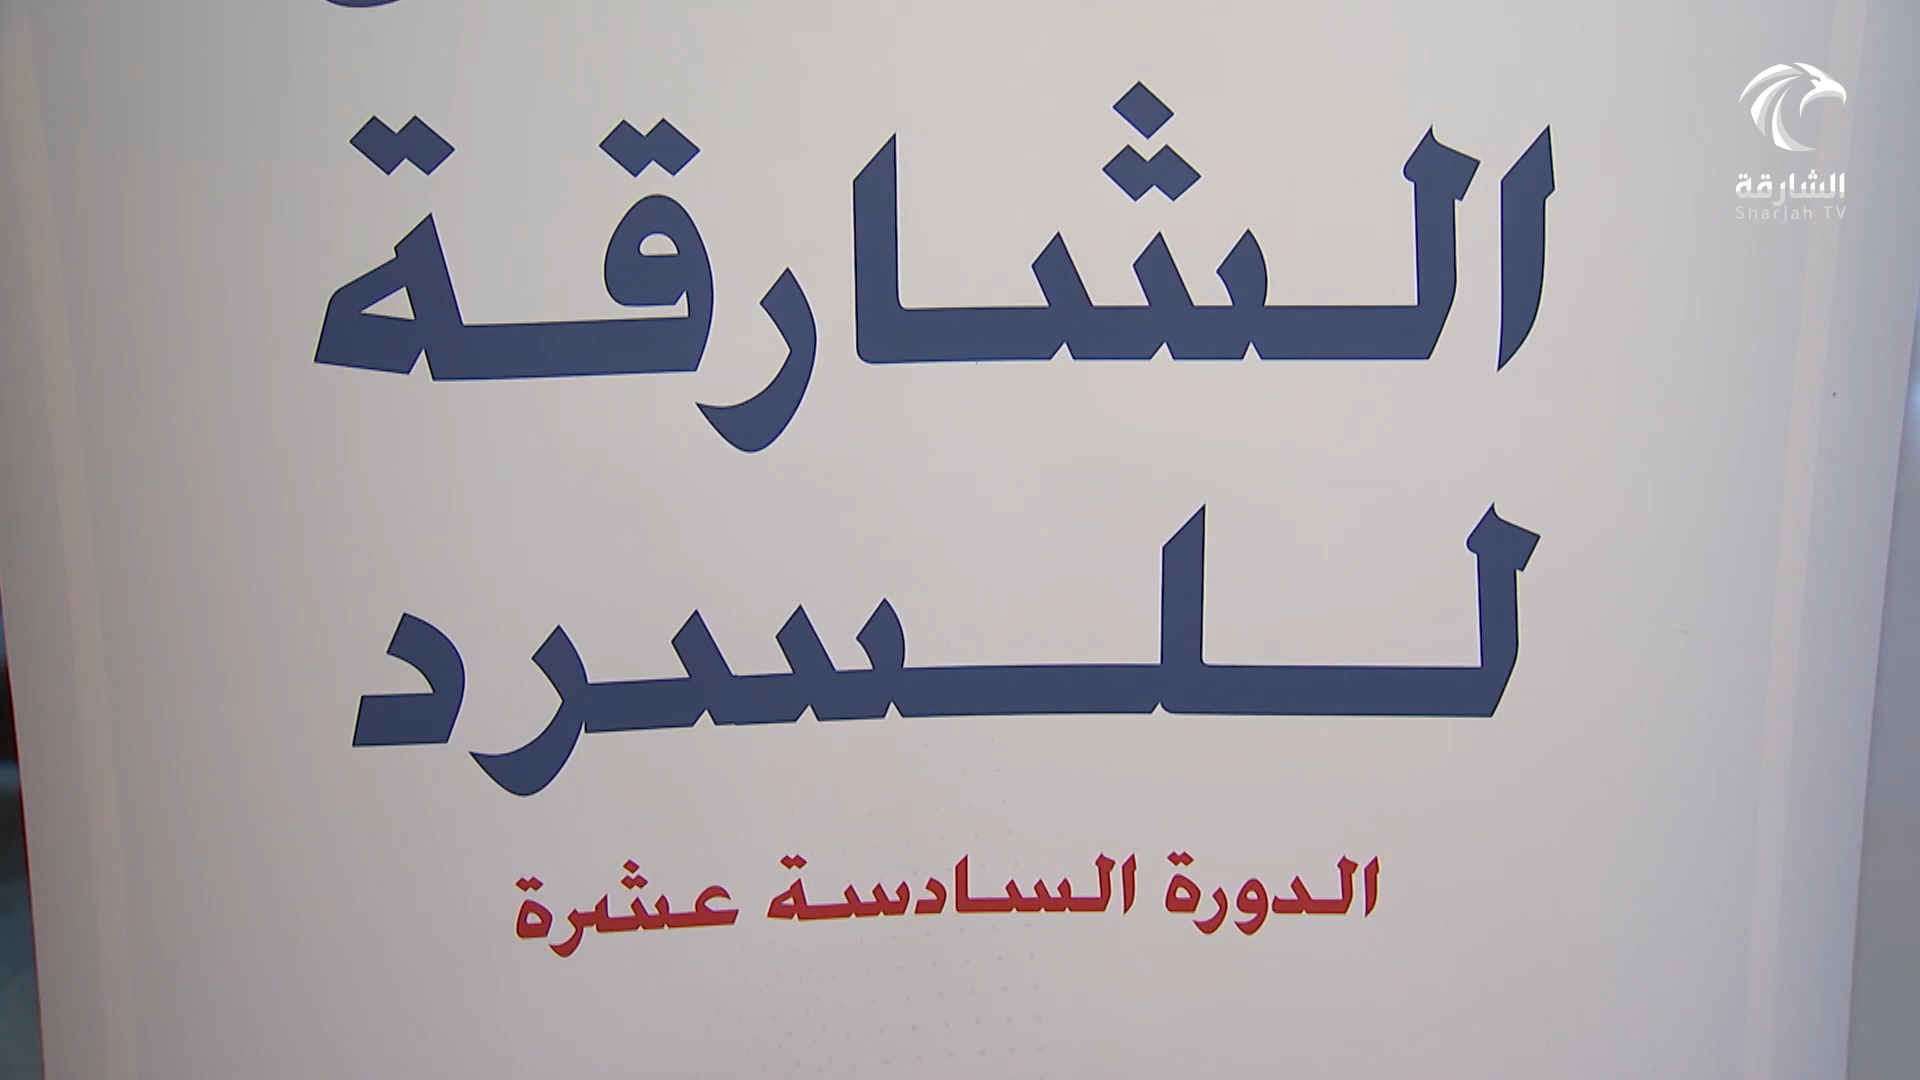 الشارقة
للسرد
الدورة السادسة عشرة
الشارقة
Sharjah TV